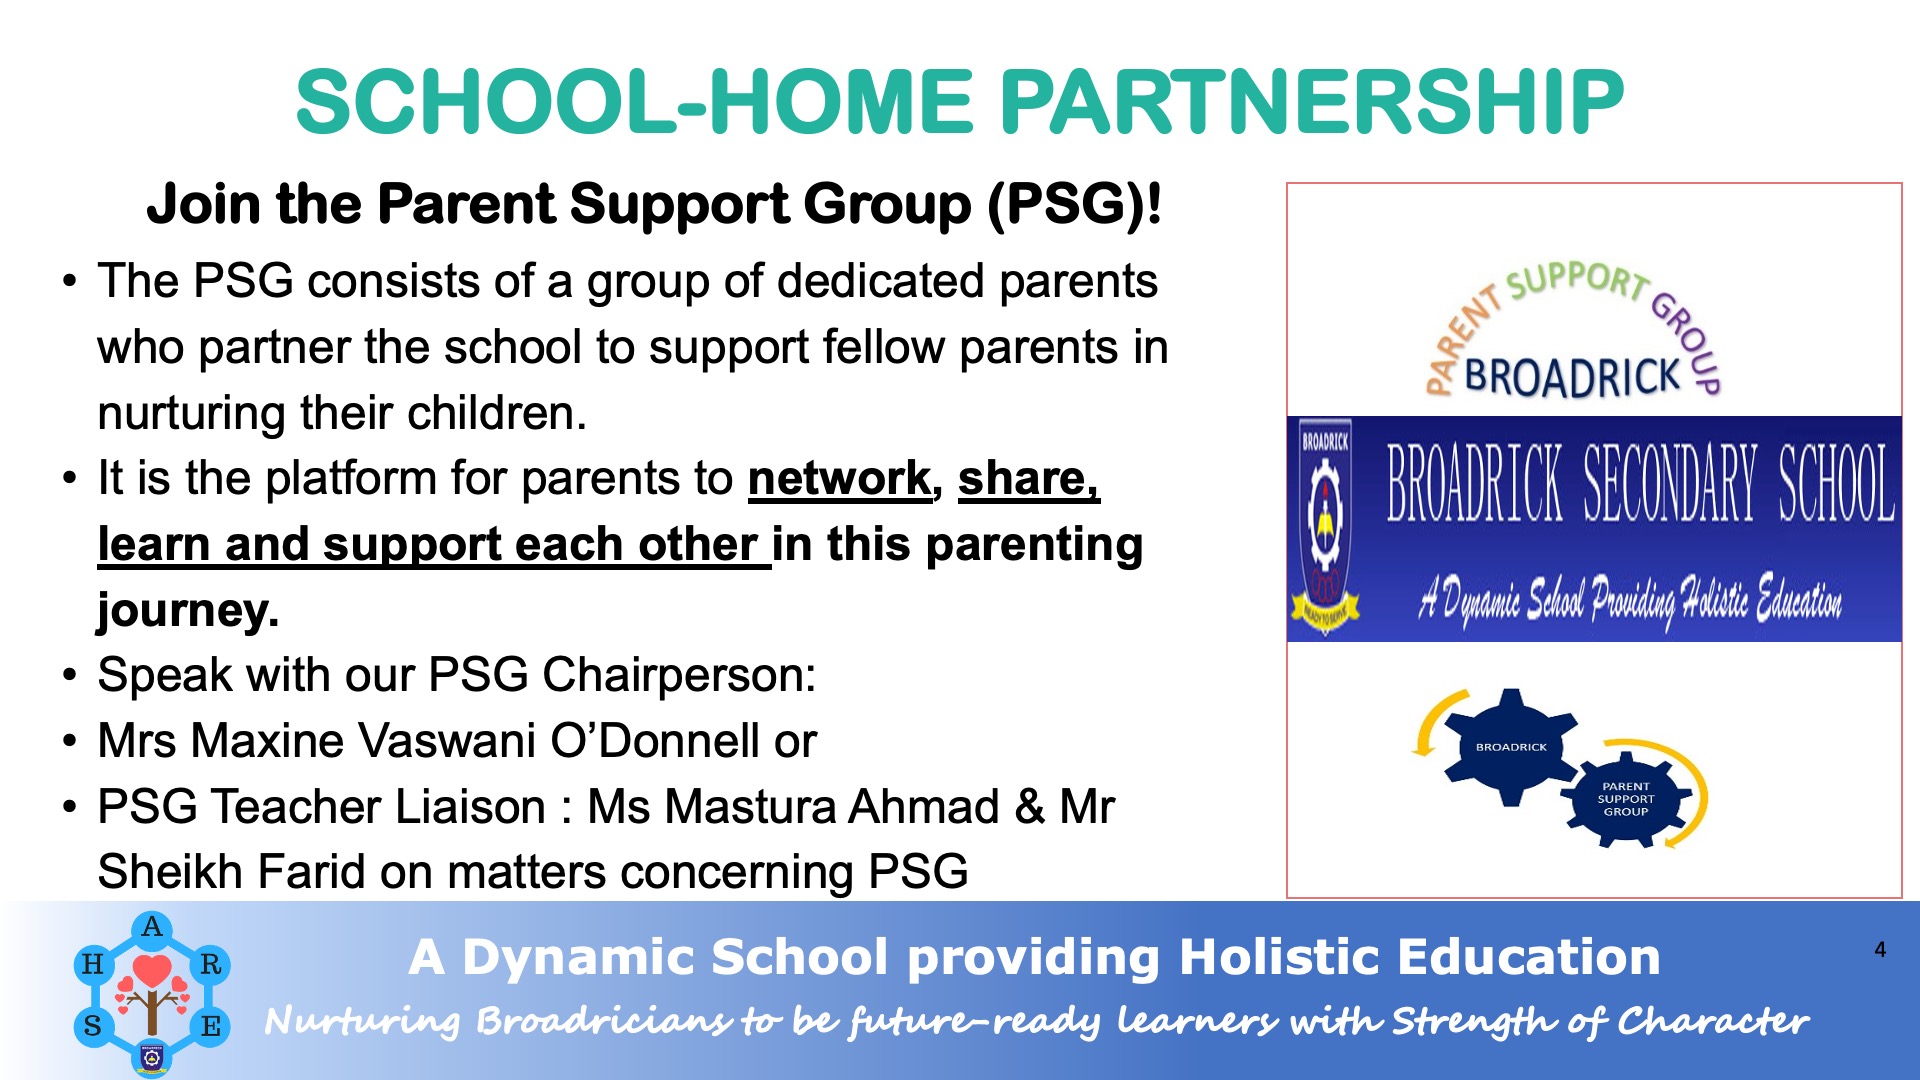 SCHOOL-HOME PARTNERSHIP
Join the Parent Support Group (PSG)!
• The PSG consists of a group of dedicated parents
who partner the school to support fellow parents in
nurturing their children.
• It is the platform for parents to network, share,
learn and support each other in this parenting
journey.
• Speak with our PSG Chairperson:
• Mrs Maxine Vaswani O’Donnell or
• PSG Teacher Liaison : Ms Mastura Ahmad & Mr
Sheikh Farid on matters concerning PSG
PARENT SUPPORT GROUP
BROADRICK
BROADRICK
BROADRICK SECONDARY SCHOOL
A Dynamic School Providing Holistic Education
READY TO SERVE
BROADRICK
PARENT
SUPPORT
GROUP
S H A R E
A Dynamic School providing Holistic Education
Nurturing Broadricians to be future-ready learners with Strength of Character
4